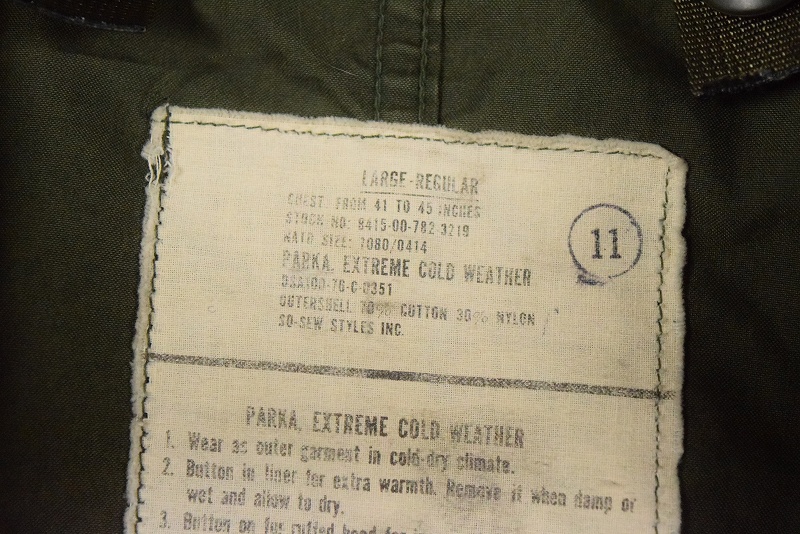 LARGE-REGULAR
CHEST FROM 41 TO 45 INCHES
STOCK NO: 8415-00-782 3219
NATO SIZE: 7080/0414
11
PARKA, EXTREME COLD WEATHER
DSA100-76-C-0351
OUTERSHELL 70% COTTON 30% NYLON
SO-SEW STYLES INC.
PARKA, EXTREME COLD WEATHER
1. Wear as outer garment in cold-dry climate.
2. Button in liner for extra warmth. Remove if when damp or
wet and allow to dry.
3. Button on fur ruffed hood for